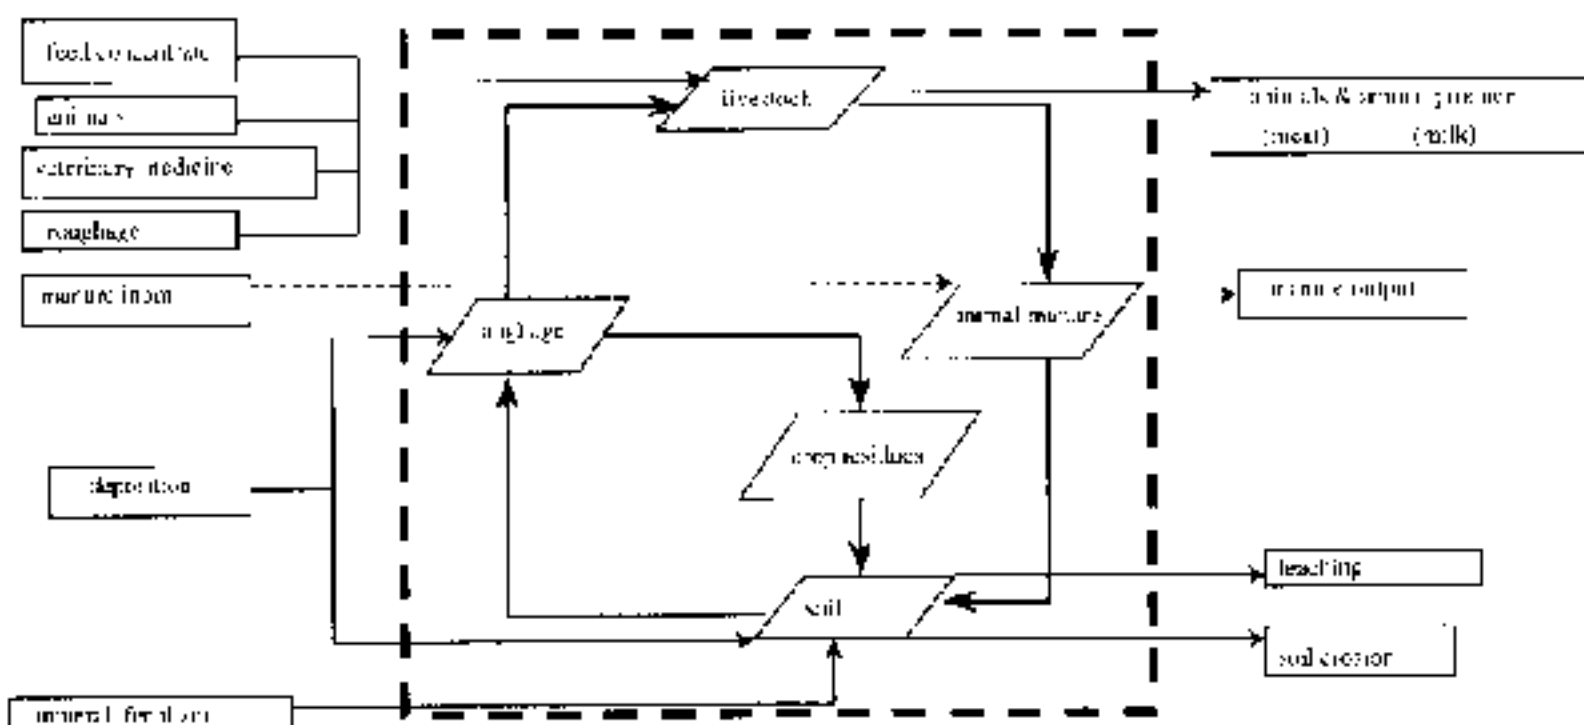 feed concentrate
animals
veterinary medicine
roughage
manure input
deposition
mineral fertilizer
livestock
roughage
animal manure
crop residues
soil
animals & animal products
(meat) (milk)
manure output
leaching
soil erosion